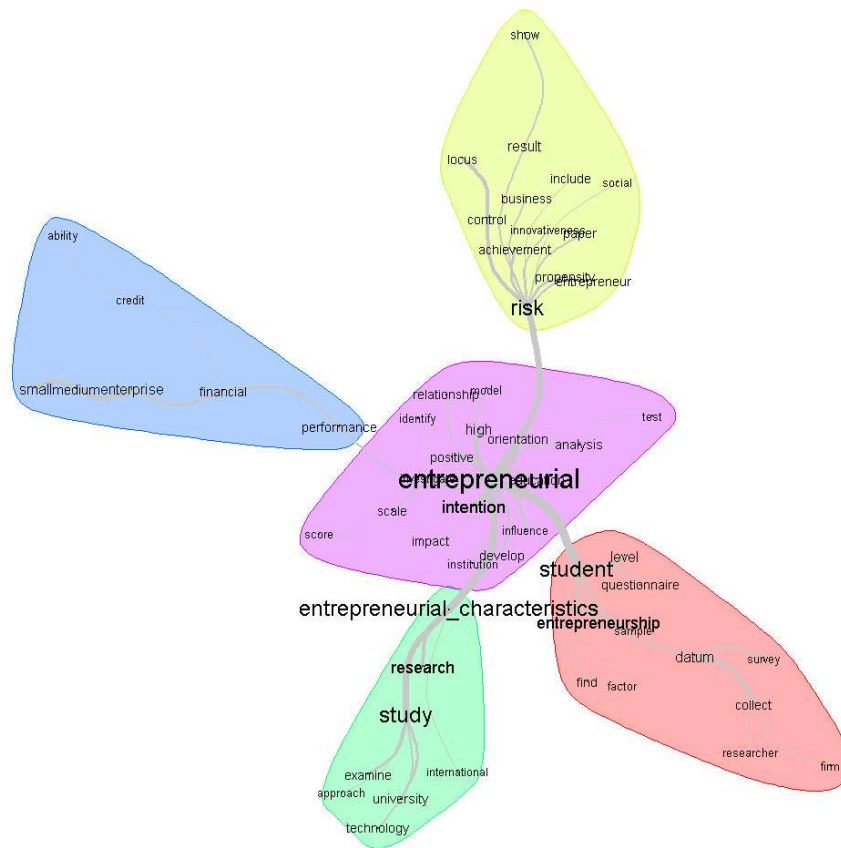 show
result
locus
include
social
business
control
innovativeness
paper
achievement
propensity
entrepreneur
risk
ability
credit
smallmediumenterprise
financial
performance
relationship
model
identify
high
orientation
test
analysis
positive
investigate
entrepreneurial
education
intention
scale
score
impact
influence
institution
develop
entrepreneurial_characteristics
research
study
examine
international
approach
university
technology
student
level
questionnaire
entrepreneurship
sample
datum
survey
find
factor
collect
researcher
firm